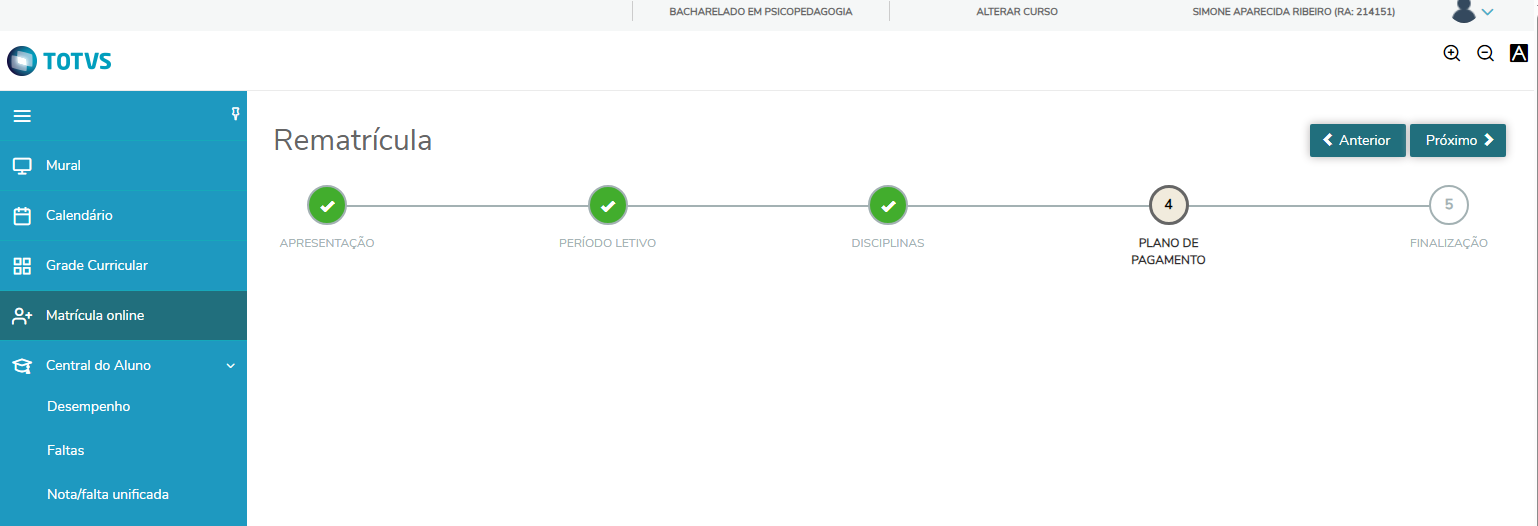 BACHARELADO EM PSICOPEDAGOGIA
ALTERAR CURSO
SIMONE APARECIDA RIBEIRO (RA: 214151)
TOTVS
A
Rematrícula
Anterior
Próximo
4
5
APRESENTAÇÃO
PERÍODO LETIVO
DISCIPLINAS
PLANO DE
PAGAMENTO
FINALIZAÇÃO
Mural
Calendário
Grade Curricular
Matrícula online
Central do Aluno
Desempenho
Faltas
Nota/falta unificada